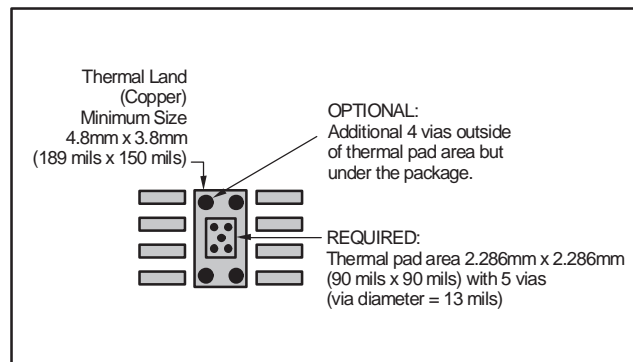 Thermal Land
(Copper)
Minimum Size
4.8mm x 3.8mm
(189 mils x 150 mils)
OPTIONAL:
Additional 4 vias outside
of thermal pad area but
under the package.
REQUIRED:
Thermal pad area 2.286mm x 2.286mm
(90 mils x 90 mils) with 5 vias
(via diameter = 13 mils)